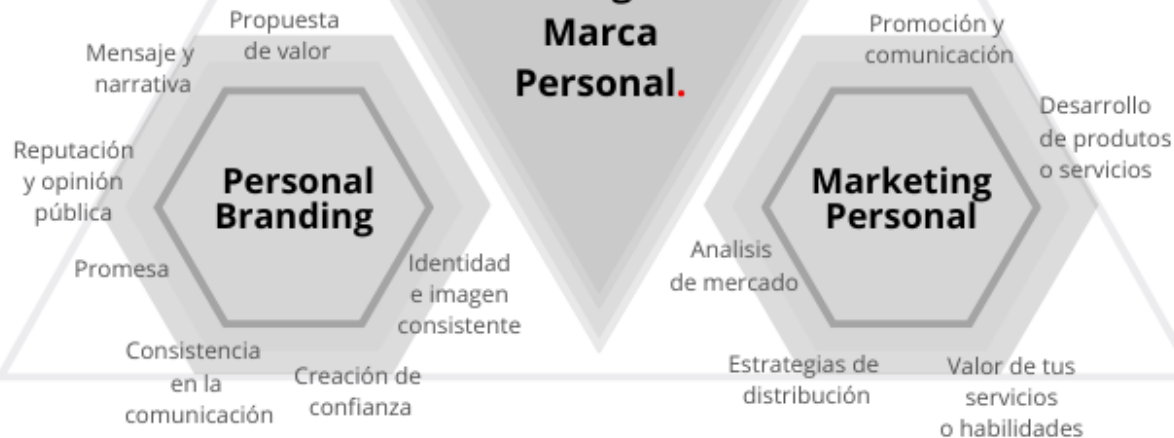 Marca
Personal.
Propuesta
de valor
Mensaje y
narrativa
Reputación
y opinión
pública
Personal
Branding
Promesa
Identidad
e imagen
consistente
Consistencia
en la
comunicación
Creación de
confianza
Promoción y
comunicación
Desarrollo
de produtos
o servicios
Marketing
Personal
Analisis
de mercado
Estrategias de
distribución
Valor de tus
servicios
o habilidades